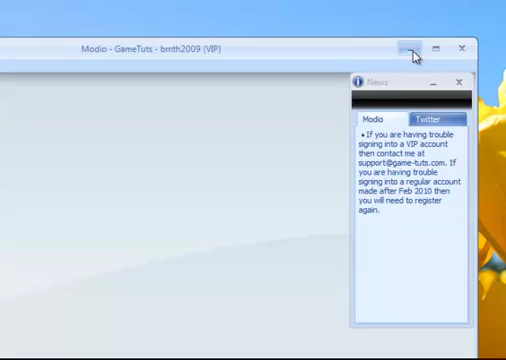 Modio - GameTuts - bmth2009 (VIP)
News
Modio
Twitter
• If you are having trouble
signing into a VIP account
then contact me at
support@game-tuts.com. If
you are having trouble
signing into a regular account
made after Feb 2010 then
you will need to register
again.